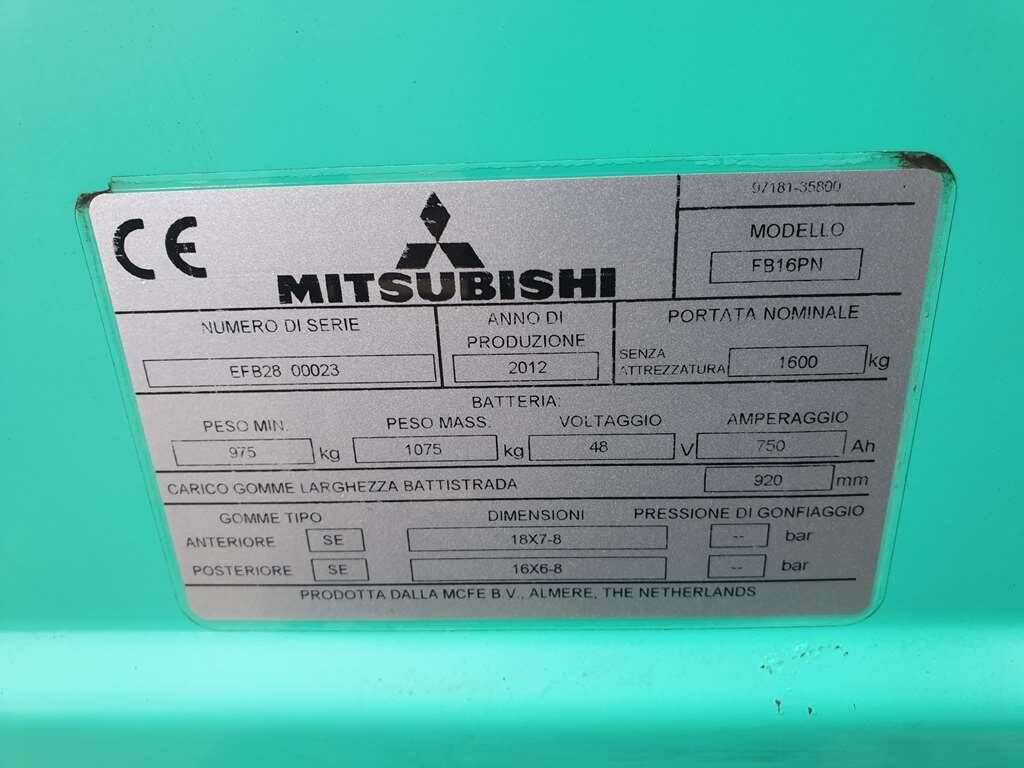 97181-35800
CE
MITSUBISHI
MODELLO
FB16PN
NUMERO DI SERIE
EFB28 00023
ANNO DI
PRODUZIONE
2012
PORTATA NOMINALE
SENZA
ATTREZZATURA 1600 kg
BATTERIA:
PESO MIN. PESO MASS. VOLTAGGIO AMPERAGGIO
975 kg 1075 kg 48 V 750 Ah
CARICO GOMME LARGHEZZA BATTISTRADA 920 mm
GOMME TIPO DIMENSIONI PRESSIONE DI GONFIAGGIO
ANTERIORE SE 18X7-8 -- bar
POSTERIORE SE 16X6-8 -- bar
PRODOTTA DALLA MCFE B.V., ALMERE, THE NETHERLANDS